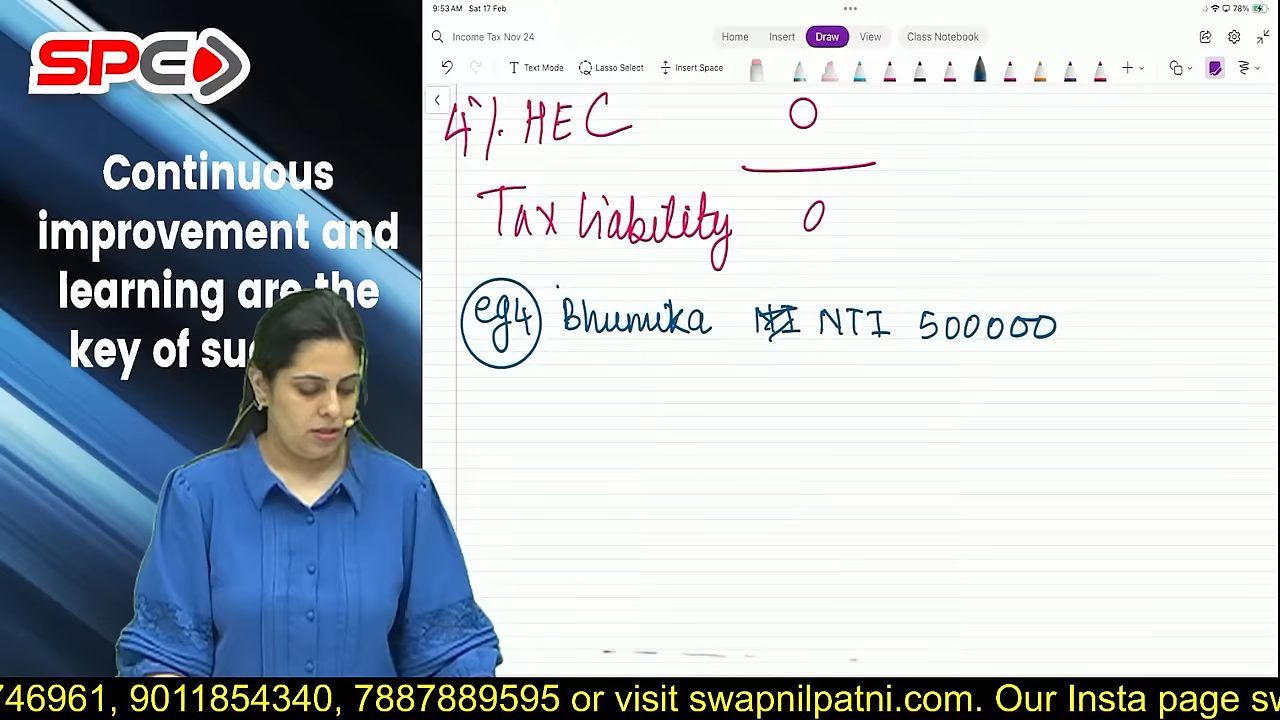 9:53 AM Sat 17 Feb
78%
Income Tax Nov 24
Home Insert Draw View Class Notebook
Text Mode Lasso Select Insert Space
SPC
Continuous
improvement and
learning are the
key of su
4% HEC 0
Tax liability 0
eg4 Bhumika NTI 500000
746961, 9011854340, 7887889595 or visit swapnilpatni.com. Our Insta page sw